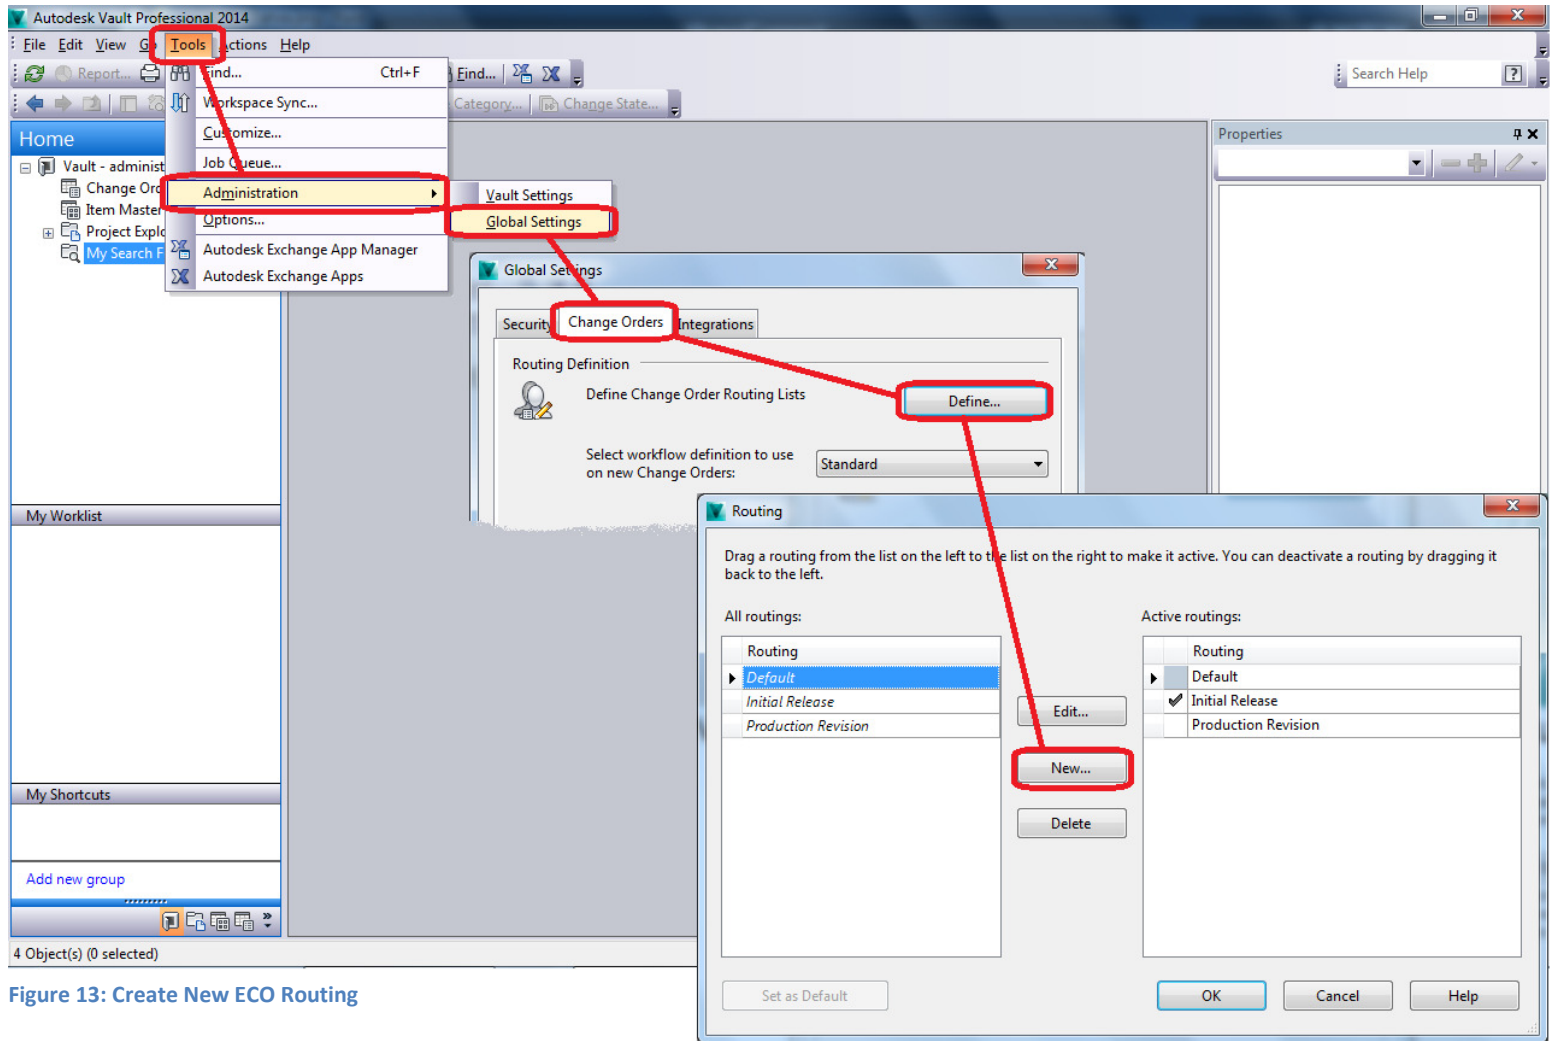 Autodesk Vault Professional 2014
File Edit View Go Tools Actions Help
Report... Find... Ctrl+F Find... Search Help
Workspace Sync... Category... Change State...
Home
Customize...
Properties
Vault - administ
Job Queue...
Change Ord
Administration
Vault Settings
Item Master
Options...
Global Settings
Project Explo
My Search F
Autodesk Exchange App Manager
Autodesk Exchange Apps
Global Settings
Security Change Orders Integrations
Routing Definition
Define Change Order Routing Lists
Define...
Select workflow definition to use
on new Change Orders:
Standard
My Worklist
Routing
Drag a routing from the list on the left to the list on the right to make it active. You can deactivate a routing by dragging it
back to the left.
All routings:
Active routings:
Routing
Routing
Default
Default
Initial Release
Initial Release
Production Revision
Production Revision
Edit...
New...
Delete
My Shortcuts
Add new group
4 Object(s) (0 selected)
Set as Default
OK
Cancel
Help
Figure 13: Create New ECO Routing